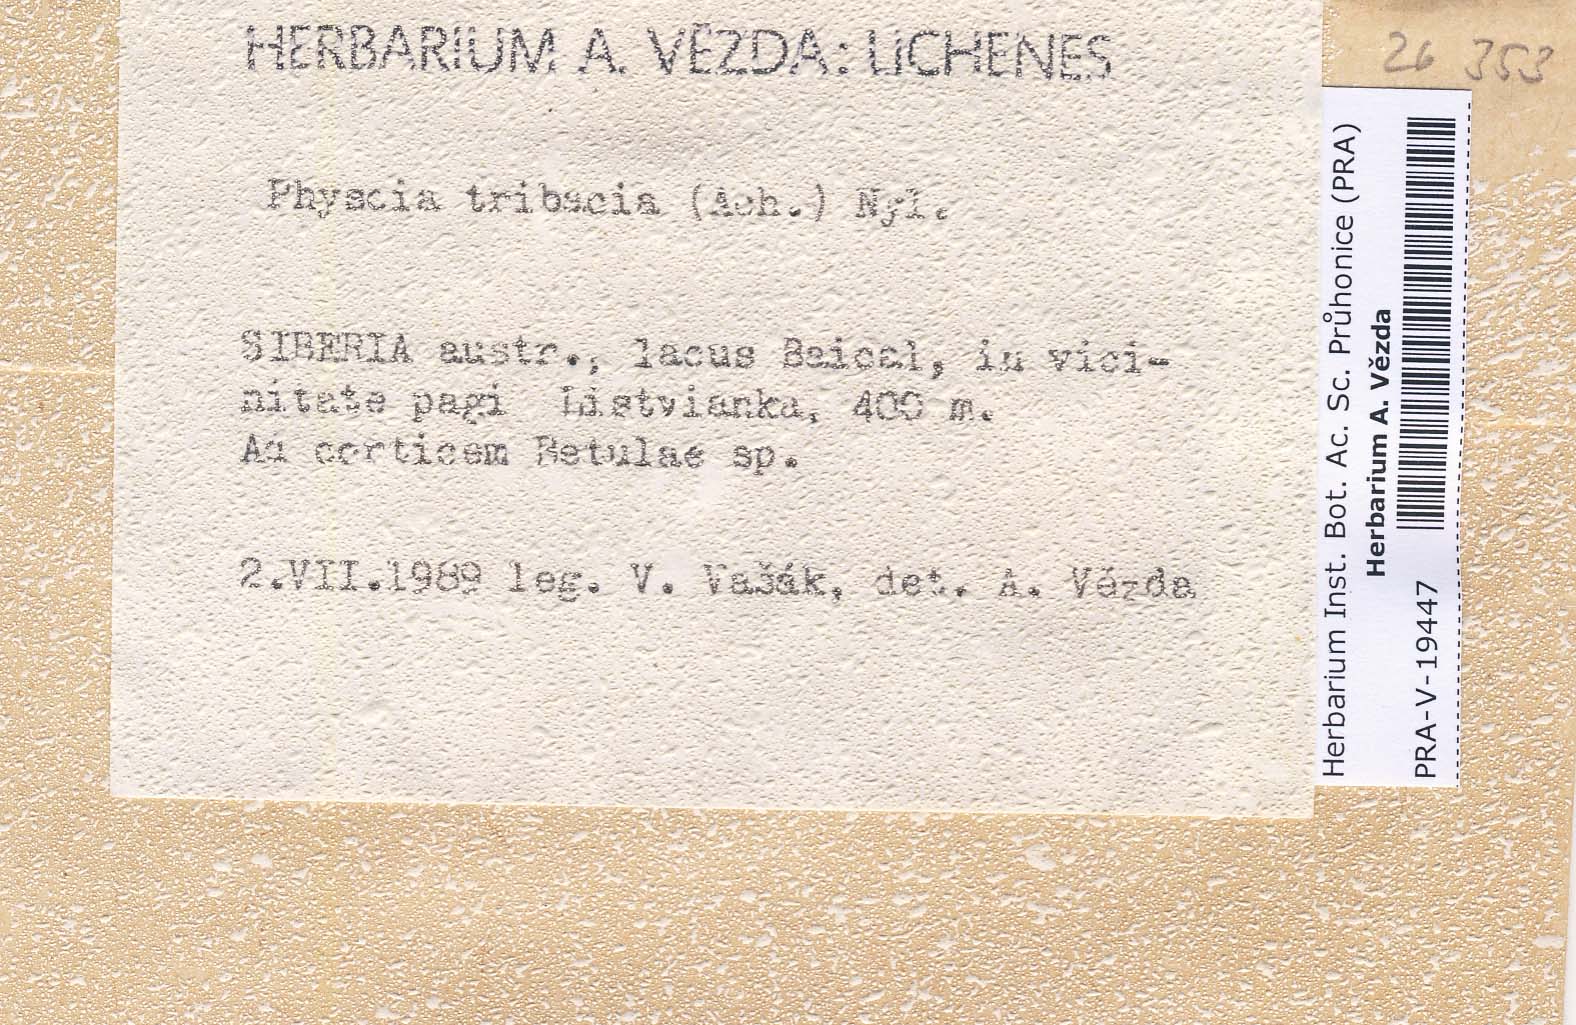 HERBARIUM A. VĚZDA: LICHENES
26 353
Physcia tribacia (Ach.) Nyl.
SIBERIA austr., lacus Baical, in vici-
nitate pagi Listvianka, 400 m.
Ad corticem Betulae sp.
2.VII.1989 leg. V. Vašák, det. A. Vězda
Herbarium Inst. Bot. Ac. Sc. Průhonice (PRA)
Herbarium A. Vězda
PRA-V-19447